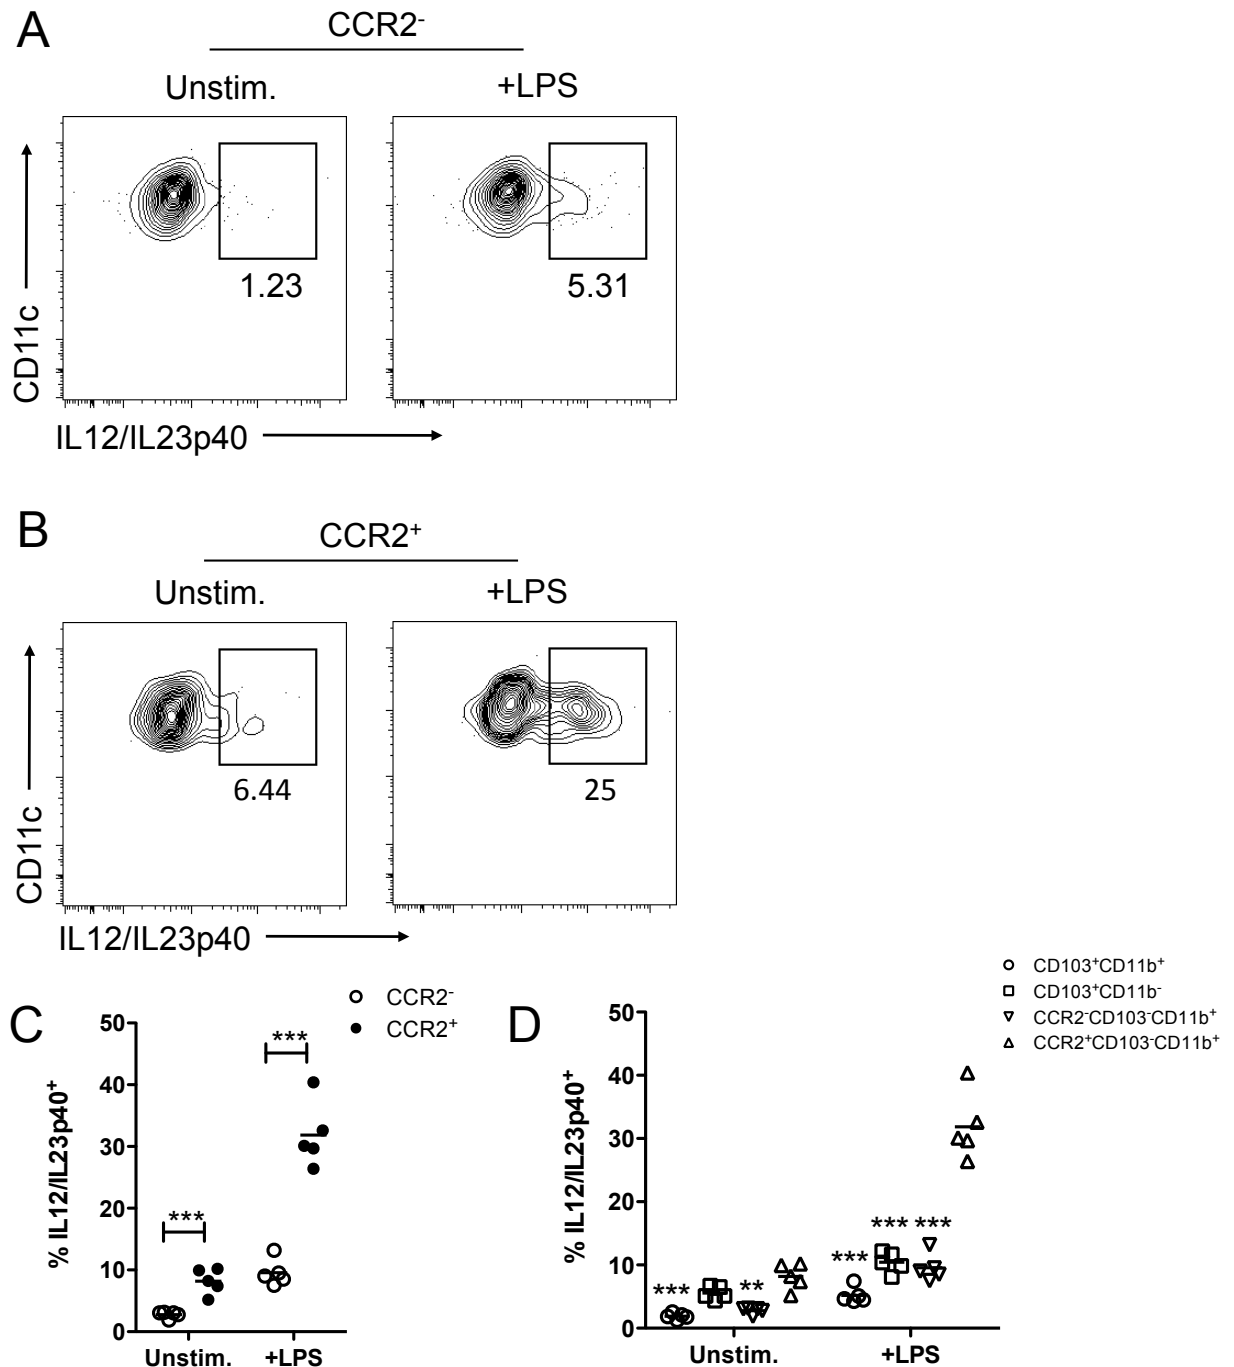 A
CCR2⁻
Unstim.
+LPS
CD11c
1.23
5.31
IL12/IL23p40
B
CCR2⁺
Unstim.
+LPS
CD11c
6.44
25
IL12/IL23p40
C
CCR2⁻
CCR2⁺
% IL12/IL23p40⁺
50
40
30
20
10
0
***
***
Unstim.
+LPS
D
CD103⁺CD11b⁺
CD103⁺CD11b⁻
CCR2⁻CD103⁻CD11b⁺
CCR2⁺CD103⁻CD11b⁺
% IL12/IL23p40⁺
50
40
30
20
10
0
***
**
***
*** ***
Unstim.
+LPS